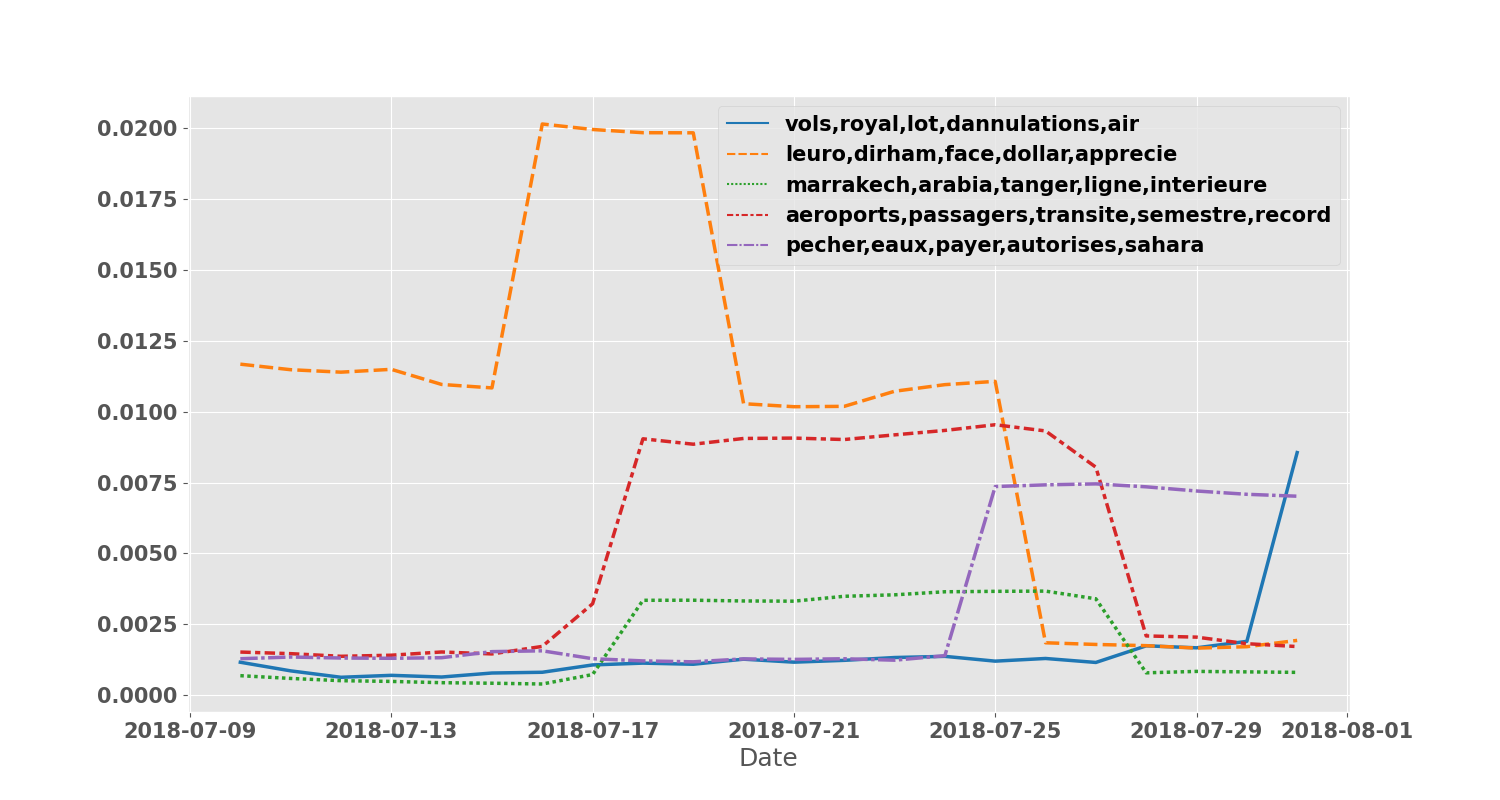 vols,royal,lot,dannulations,air
leuro,dirham,face,dollar,apprecie
marrakech,arabia,tanger,ligne,interieure
aeroports,passagers,transite,semestre,record
pecher,eaux,payer,autorises,sahara
0.0200
0.0175
0.0150
0.0125
0.0100
0.0075
0.0050
0.0025
0.0000
2018-07-09 2018-07-13 2018-07-17 2018-07-21 2018-07-25 2018-07-29 2018-08-01
Date